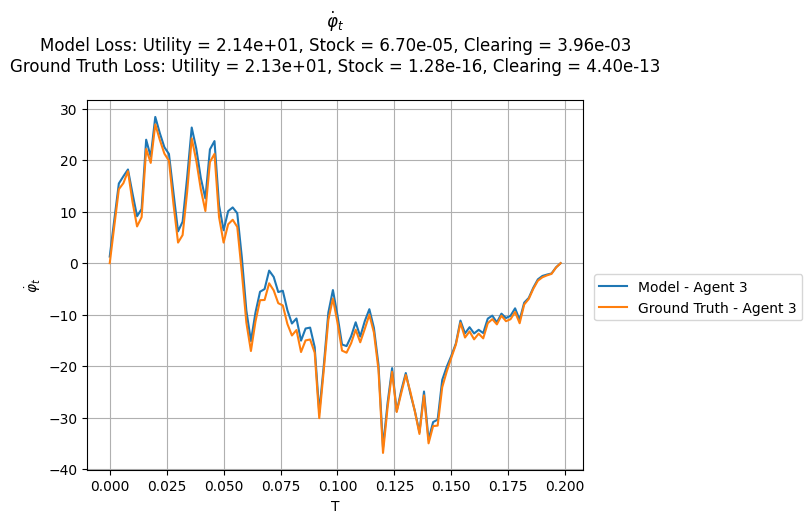 φ̇ₜ
Model Loss: Utility = 2.14e+01, Stock = 6.70e-05, Clearing = 3.96e-03
Ground Truth Loss: Utility = 2.13e+01, Stock = 1.28e-16, Clearing = 4.40e-13
30
20
10
0
−10
−20
−30
−40
φ̇ₜ
0.000 0.025 0.050 0.075 0.100 0.125 0.150 0.175 0.200
T
Model - Agent 3
Ground Truth - Agent 3